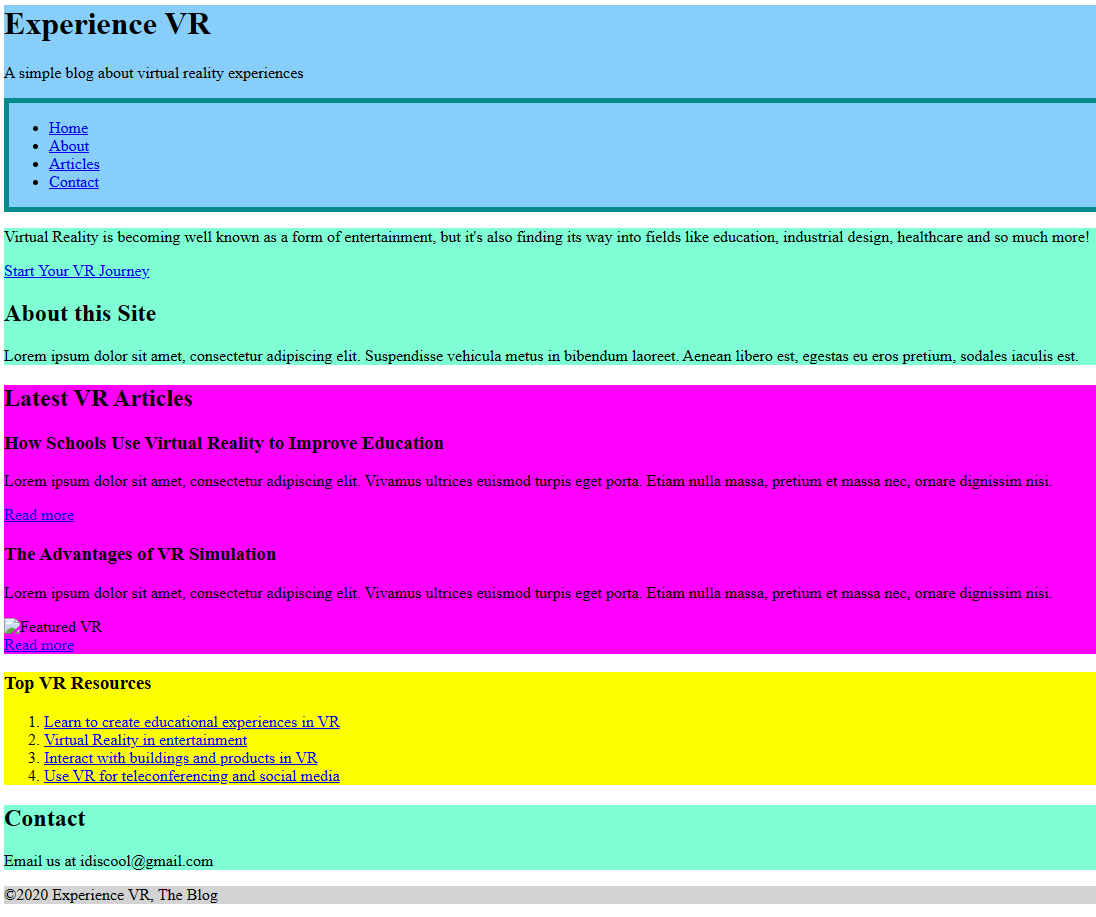 Experience VR
A simple blog about virtual reality experiences
Home
About
Articles
Contact
Virtual Reality is becoming well known as a form of entertainment, but it's also finding its way into fields like education, industrial design, healthcare and so much more!
Start Your VR Journey
About this Site
Lorem ipsum dolor sit amet, consectetur adipiscing elit. Suspendisse vehicula metus in bibendum laoreet. Aenean libero est, egestas eu eros pretium, sodales iaculis est.
Latest VR Articles
How Schools Use Virtual Reality to Improve Education
Lorem ipsum dolor sit amet, consectetur adipiscing elit. Vivamus ultrices euismod turpis eget porta. Etiam nulla massa, pretium et massa nec, ornare dignissim nisi.
Read more
The Advantages of VR Simulation
Lorem ipsum dolor sit amet, consectetur adipiscing elit. Vivamus ultrices euismod turpis eget porta. Etiam nulla massa, pretium et massa nec, ornare dignissim nisi.
Featured VR
Read more
Top VR Resources
1. Learn to create educational experiences in VR
2. Virtual Reality in entertainment
3. Interact with buildings and products in VR
4. Use VR for teleconferencing and social media
Contact
Email us at idiscool@gmail.com
©2020 Experience VR, The Blog